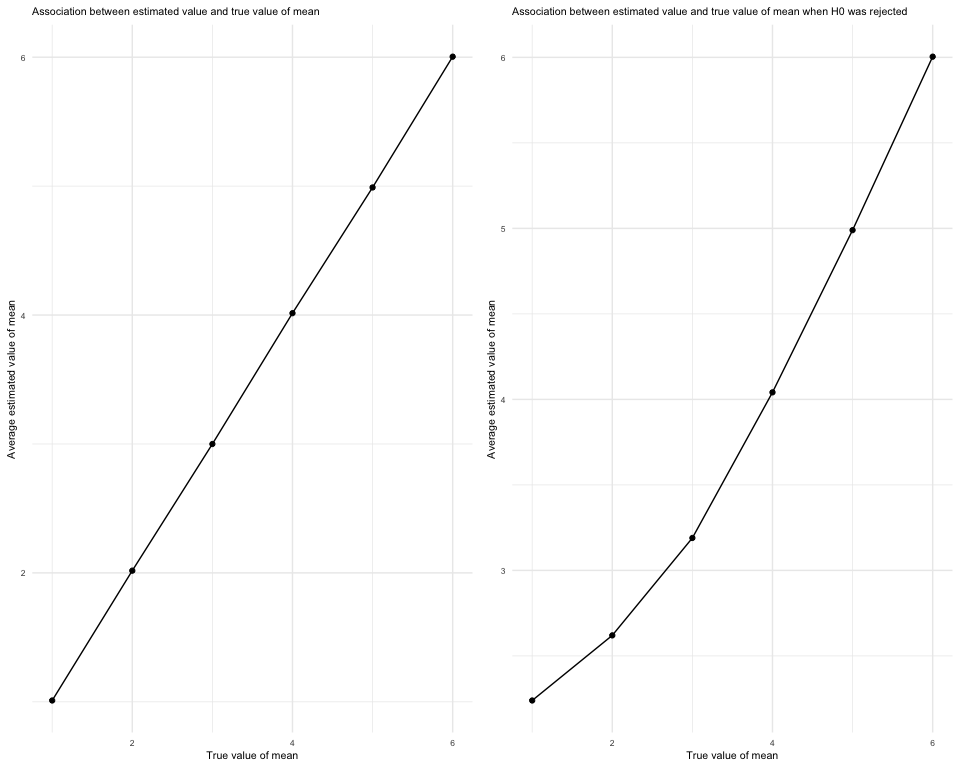 Association between estimated value and true value of mean
Average estimated value of mean
6
4
2
2
4
6
True value of mean
Association between estimated value and true value of mean when H0 was rejected
Average estimated value of mean
6
5
4
3
2
4
6
True value of mean